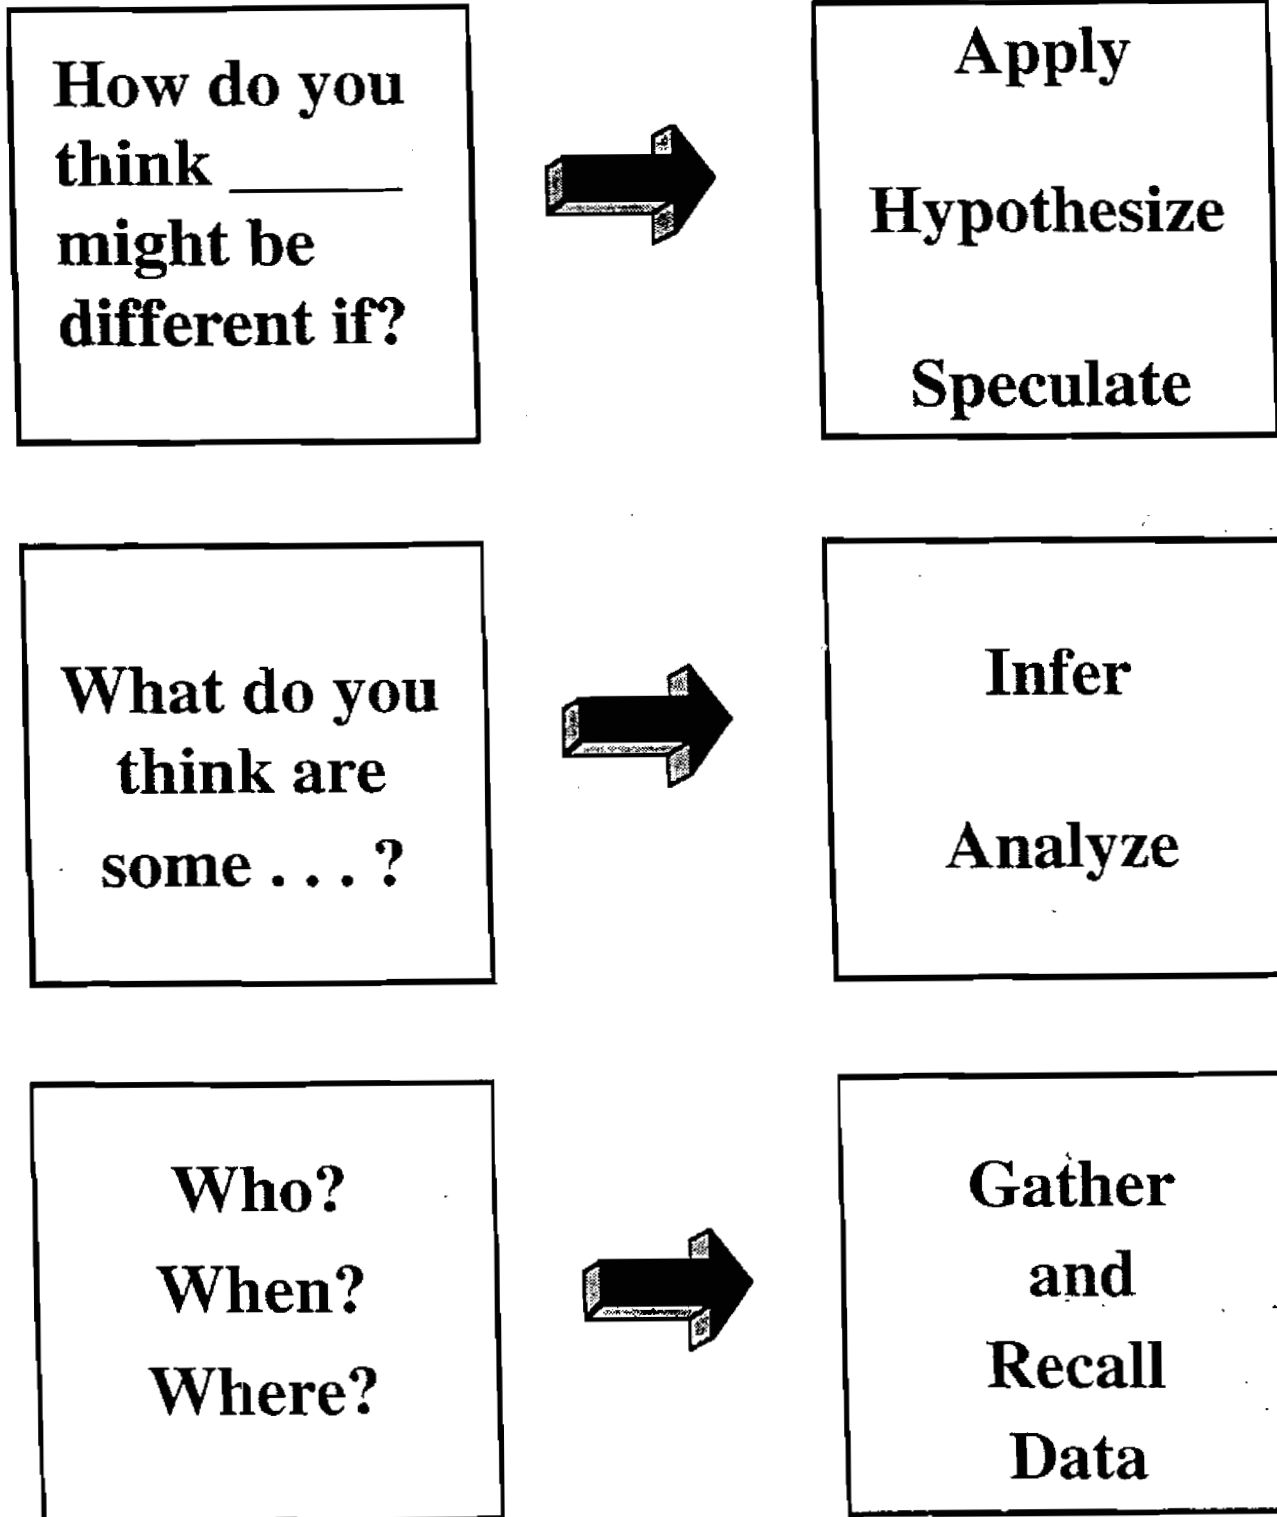 How do you
think ______
might be
different if?
Apply
Hypothesize
Speculate
What do you
think are
some . . . ?
Infer
Analyze
Who?
When?
Where?
Gather
and
Recall
Data